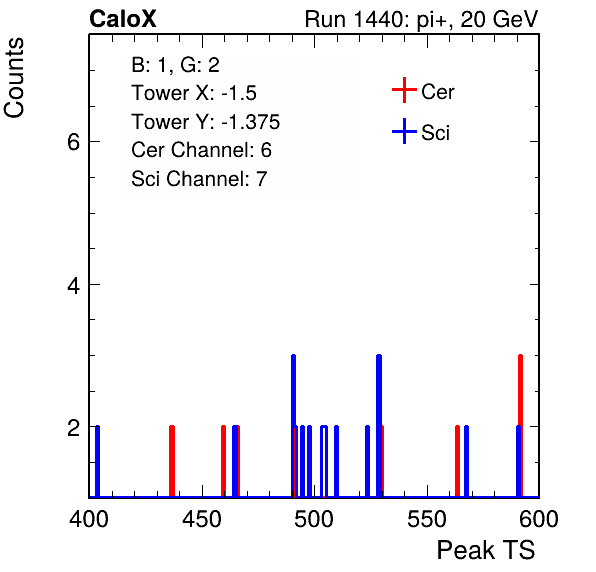 CaloX Run 1440: pi+, 20 GeV
Counts
B: 1, G: 2
Tower X: -1.5
Tower Y: -1.375
Cer Channel: 6
Sci Channel: 7
Cer
Sci
6
4
2
400 450 500 550 600
Peak TS